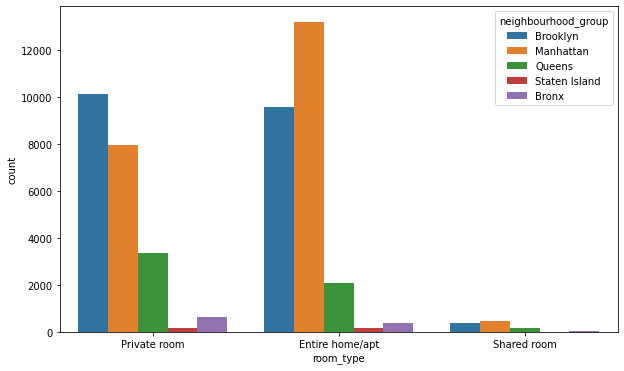 neighbourhood_group
Brooklyn
Manhattan
Queens
Staten Island
Bronx
12000
10000
8000
6000
4000
2000
0
count
Private room
Entire home/apt
Shared room
room_type